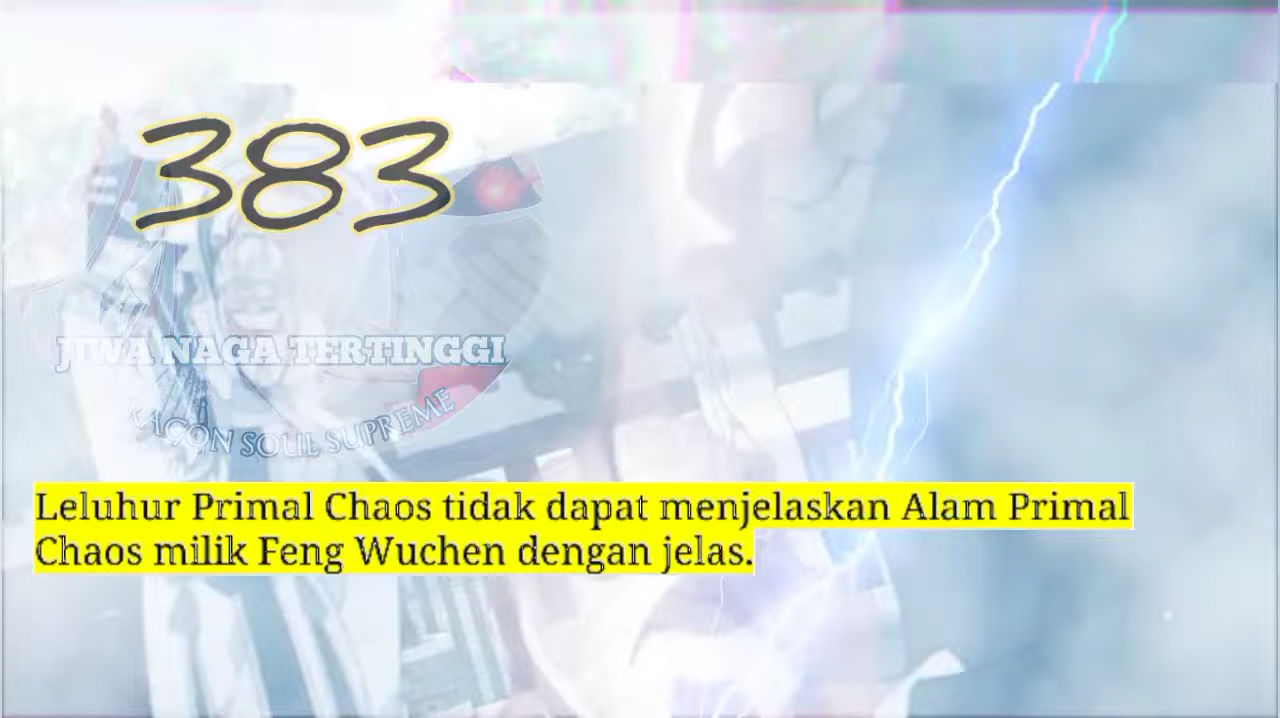 383
JIWA NAGA TERTINGGI
SOUL SUPREME
Leluhur Primal Chaos tidak dapat menjelaskan Alam Primal
Chaos milik Feng Wuchen dengan jelas.